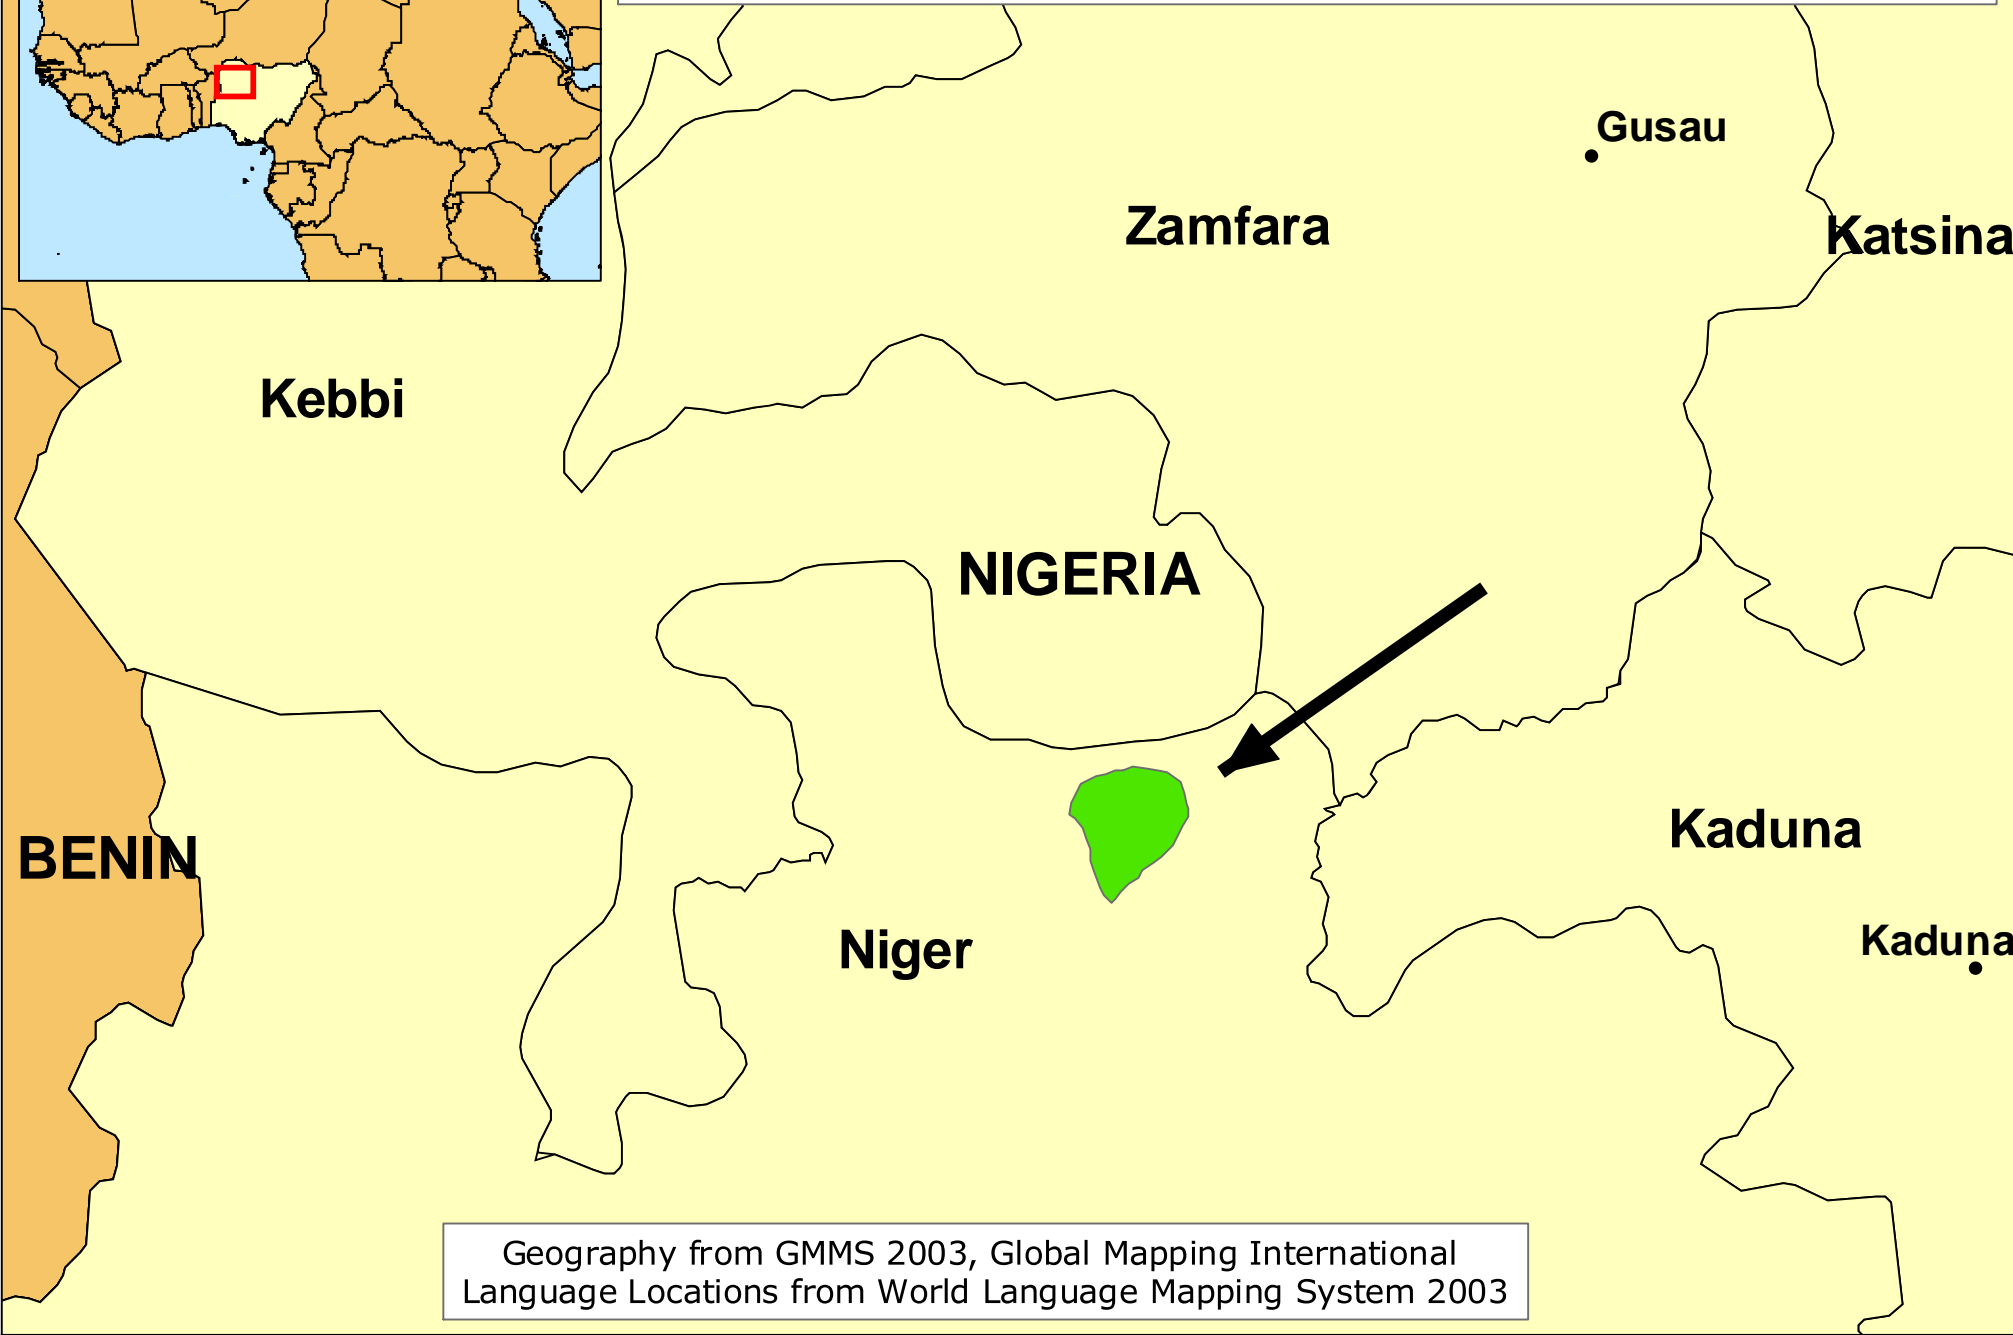 Gusau
Zamfara
Katsina
Kebbi
NIGERIA
BENIN
Kaduna
Niger
Kaduna
Geography from GMMS 2003, Global Mapping International
Language Locations from World Language Mapping System 2003